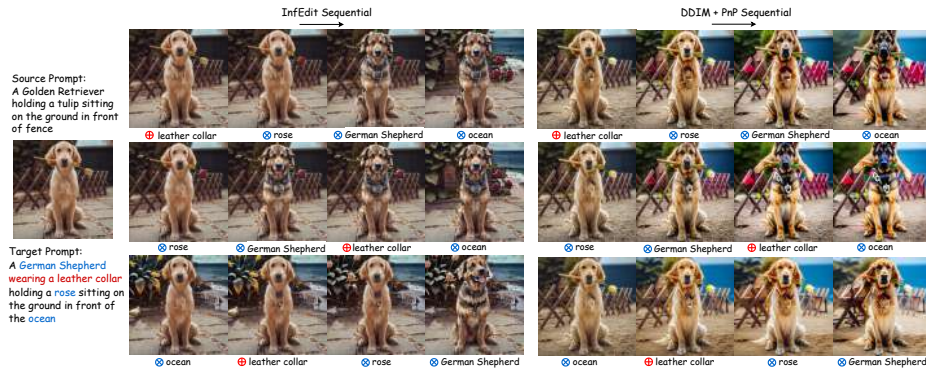 InfEdit Sequential
DDIM + PnP Sequential
Source Prompt:
A Golden Retriever
holding a tulip sitting
on the ground in front
of fence
⊕ leather collar
⊗ rose
⊗ German Shepherd
⊗ ocean
⊕ leather collar
⊗ rose
⊗ German Shepherd
⊗ ocean
⊗ rose
⊗ German Shepherd
⊕ leather collar
⊗ ocean
⊗ rose
⊗ German Shepherd
⊕ leather collar
⊗ ocean
Target Prompt:
A German Shepherd
wearing a leather collar
holding a rose sitting on
the ground in front of
the ocean
⊗ ocean
⊕ leather collar
⊗ rose
⊗ German Shepherd
⊗ ocean
⊕ leather collar
⊗ rose
⊗ German Shepherd